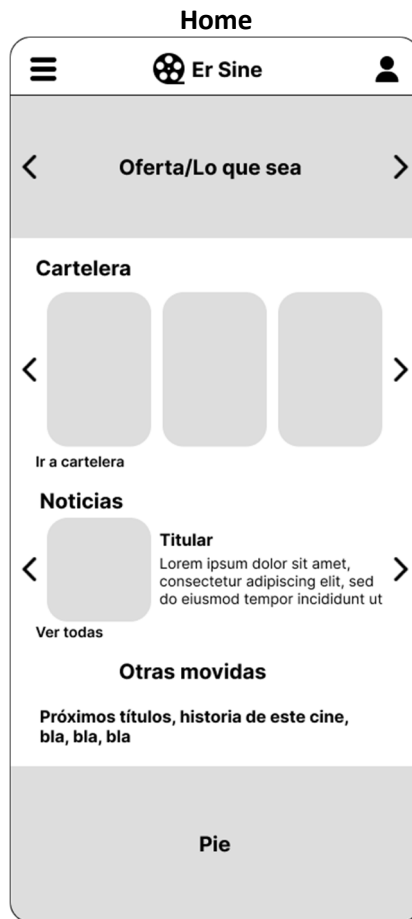 Home
Er Sine
Oferta/Lo que sea
Cartelera
Ir a cartelera
Noticias
Titular
Lorem ipsum dolor sit amet,
consectetur adipiscing elit, sed
do eiusmod tempor incididunt ut
Ver todas
Otras movidas
Próximos títulos, historia de este cine,
bla, bla, bla
Pie